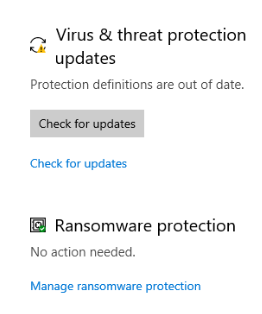 Virus & threat protection
updates
Protection definitions are out of date.
Check for updates
Check for updates
Ransomware protection
No action needed.
Manage ransomware protection